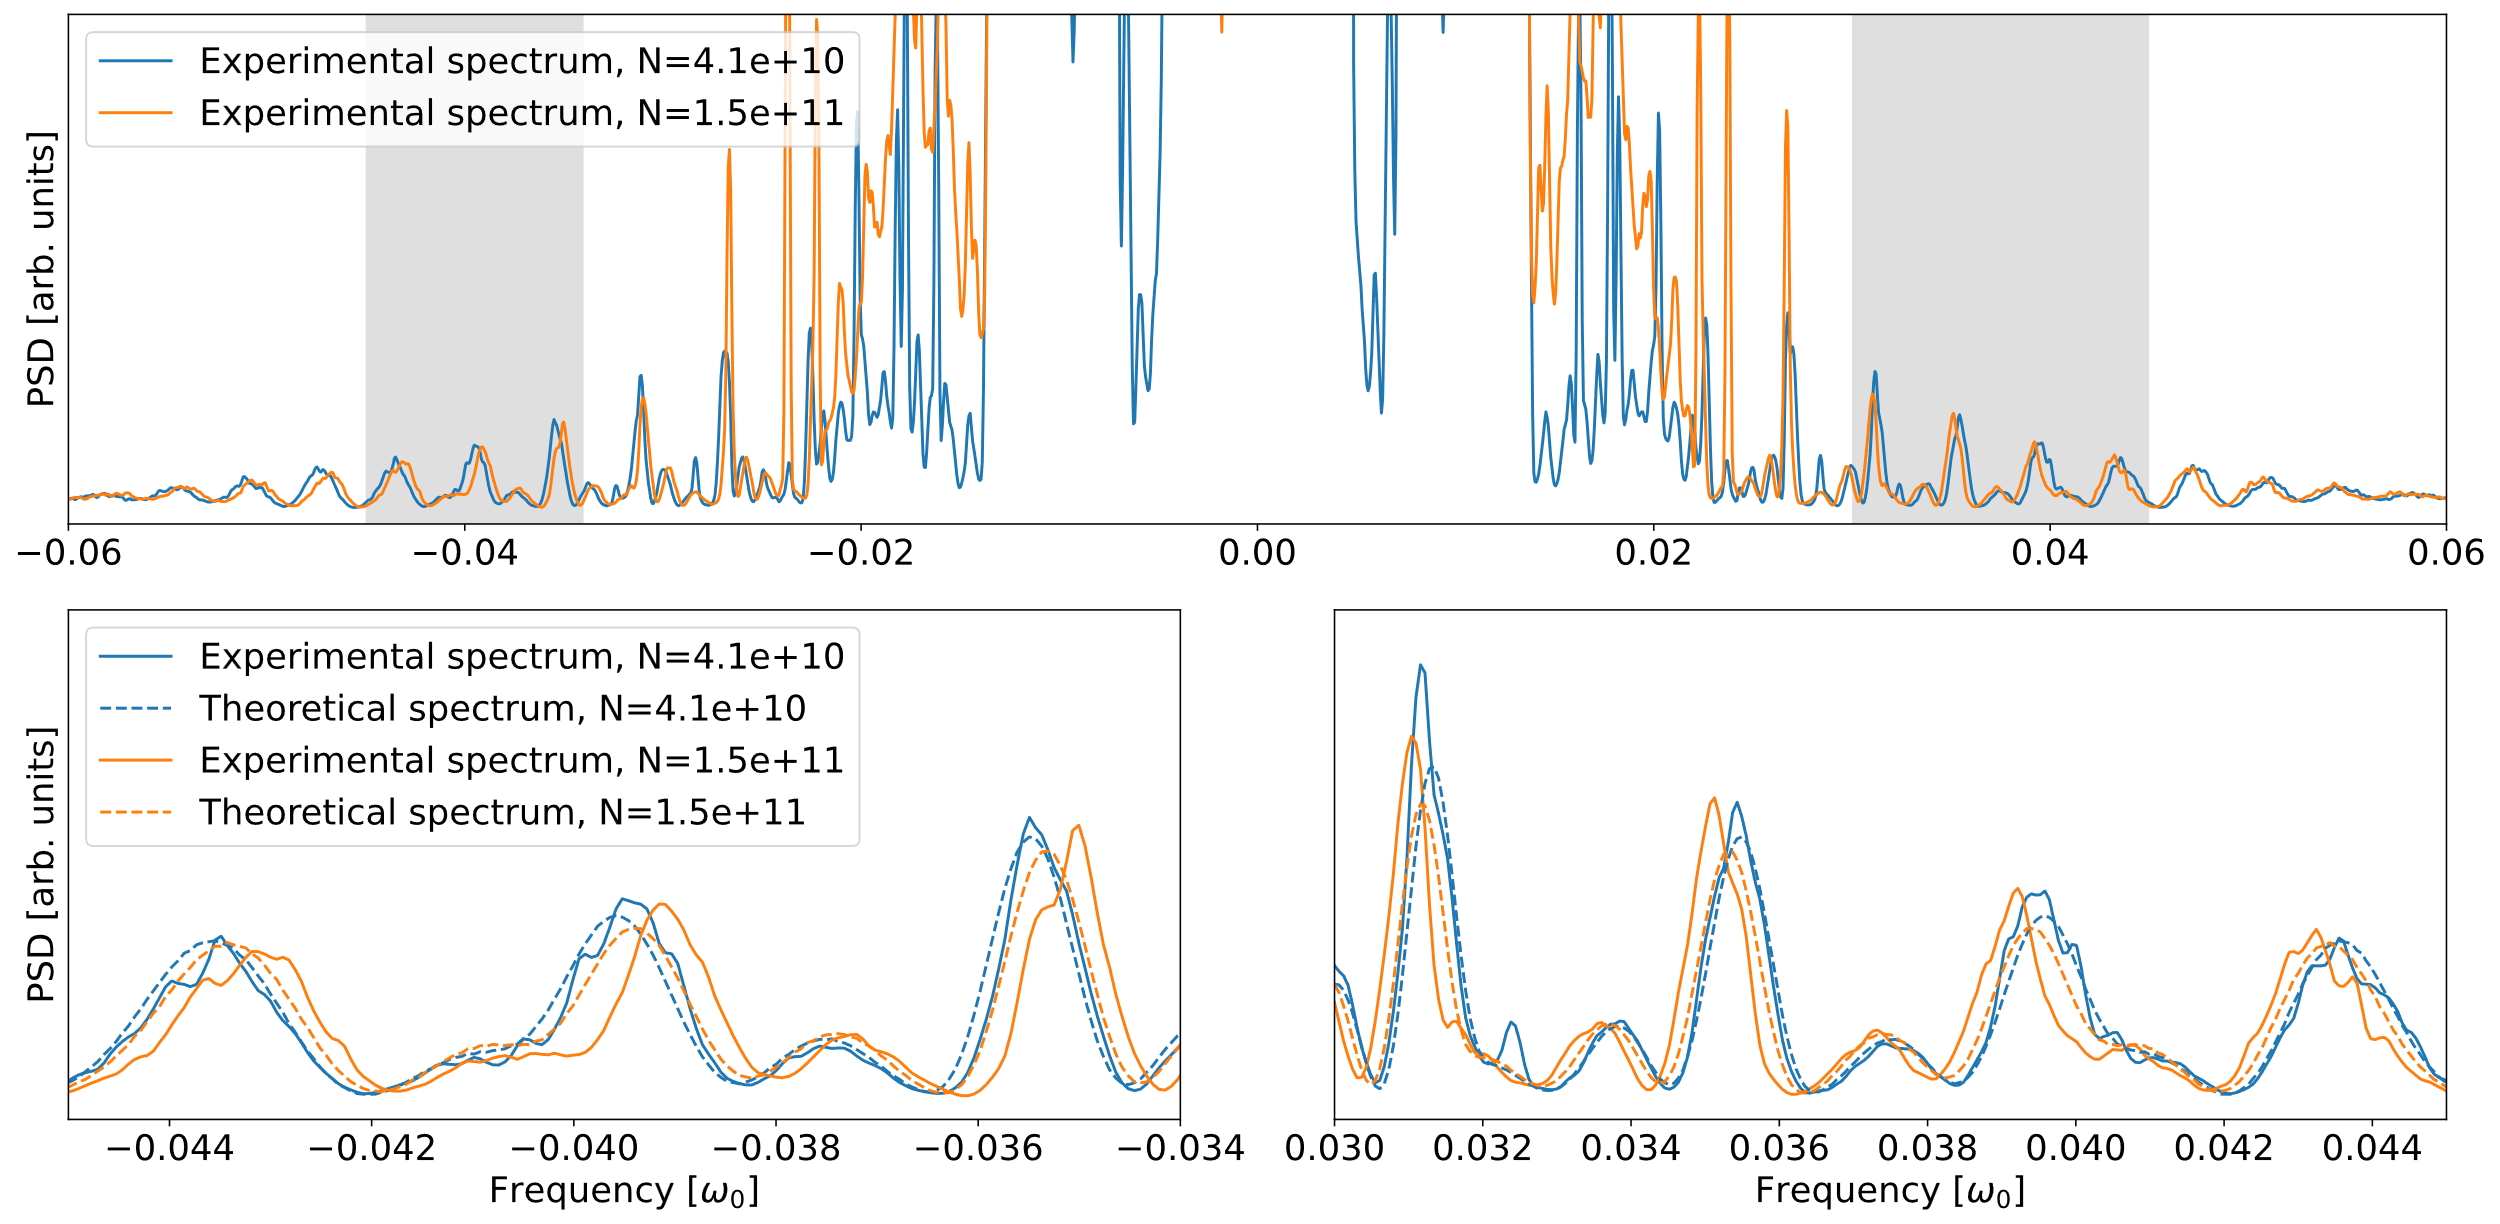 Experimental spectrum, N=4.1e+10
Experimental spectrum, N=1.5e+11
PSD [arb. units]
−0.06 −0.04 −0.02 0.00 0.02 0.04 0.06
Experimental spectrum, N=4.1e+10
Theoretical spectrum, N=4.1e+10
Experimental spectrum, N=1.5e+11
Theoretical spectrum, N=1.5e+11
PSD [arb. units]
−0.044 −0.042 −0.040 −0.038 −0.036 −0.034
Frequency [ω₀]
0.030 0.032 0.034 0.036 0.038 0.040 0.042 0.044
Frequency [ω₀]